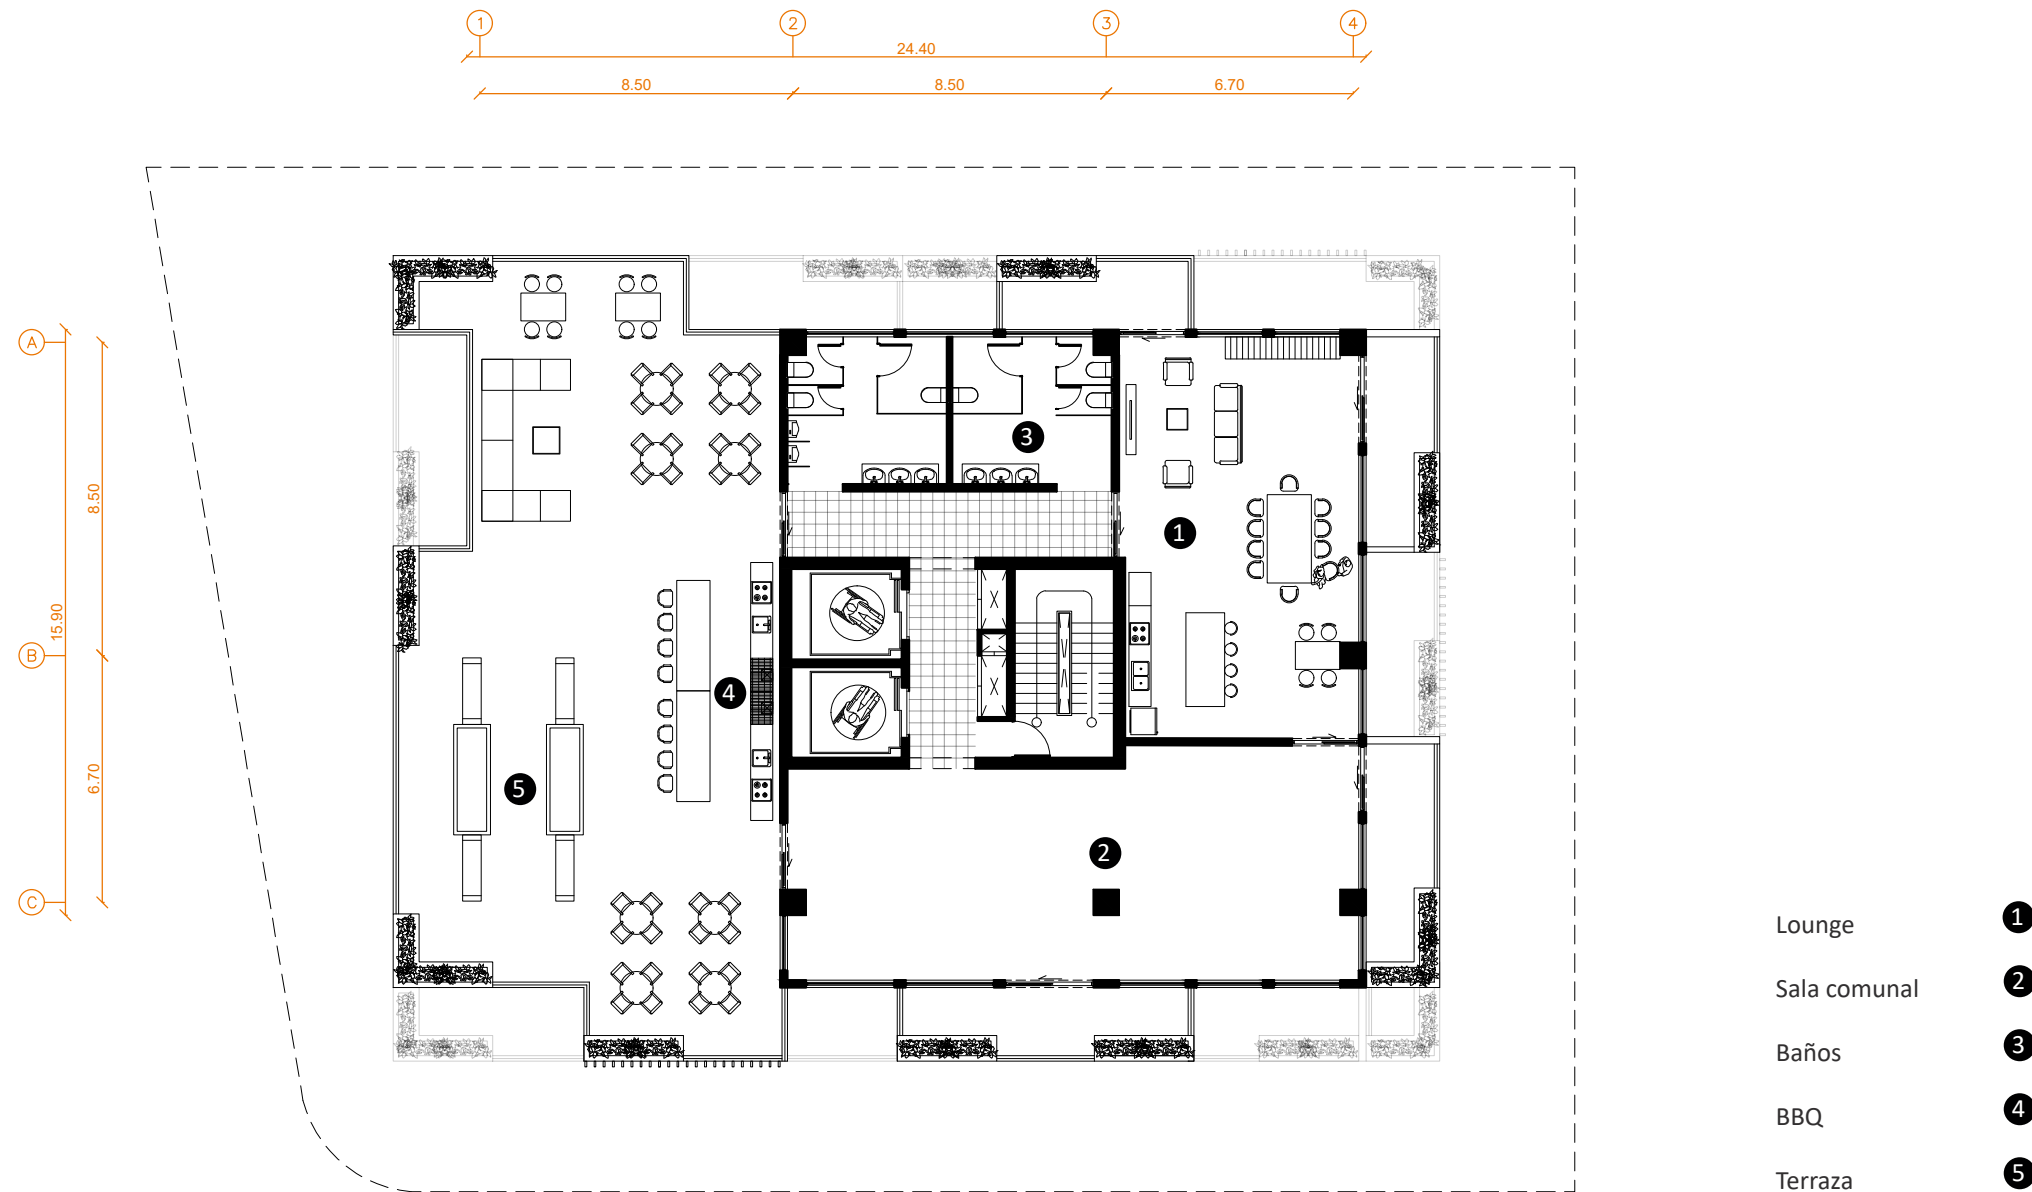 1 2 3 4
24.40
8.50 8.50 6.70
A
8.50
15.90
B
6.70
C
3
1
4
5
2
Lounge 1
Sala comunal 2
Baños 3
BBQ 4
Terraza 5